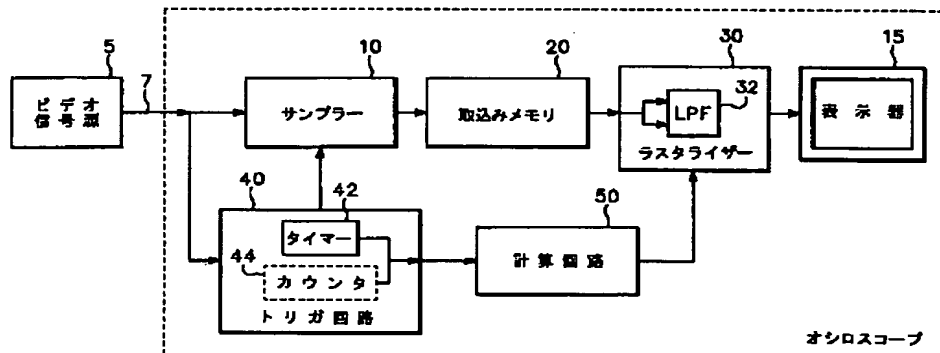 5
ビデオ
信号源
7
10
サンプラー
20
取込みメモリ
30
32
LPF
ラスタライザー
15
表示器
40
42
タイマー
44
カウンタ
トリガ回路
50
計算回路
オシロスコープ